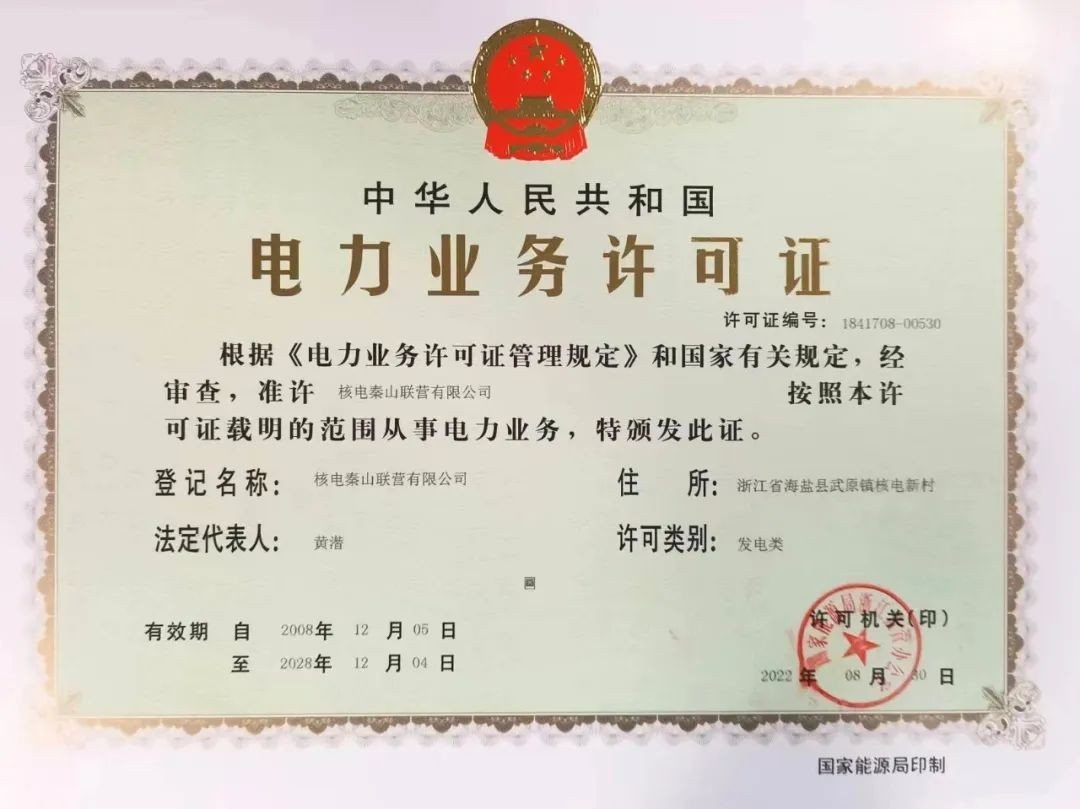 中华人民共和国
电力业务许可证
许可证编号：1841708-00530
根据《电力业务许可证管理规定》和国家有关规定，经
审查，准许 核电秦山联营有限公司 按照本许
可证载明的范围从事电力业务，特颁发此证。
登记名称：核电秦山联营有限公司 住所：浙江省海盐县武原镇核电新村
法定代表人：黄潜 许可类别：发电类
许可机关（印）
有效期 自 2008年 12 月 05 日
至 2028年 12 月 04 日
2022 年 08 月 30 日
国家能源局印制